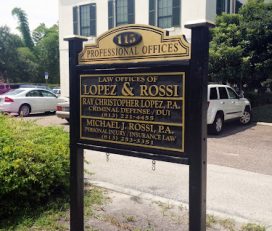 115
PROFESSIONAL OFFICES
LAW OFFICES OF
LOPEZ & ROSSI
RAY CHRISTOPHER LOPEZ, P.A.
CRIMINAL DEFENSE / DUI
MICHAEL J. ROSSI, P.A.
PERSONAL INJURY / INSURANCE LAW